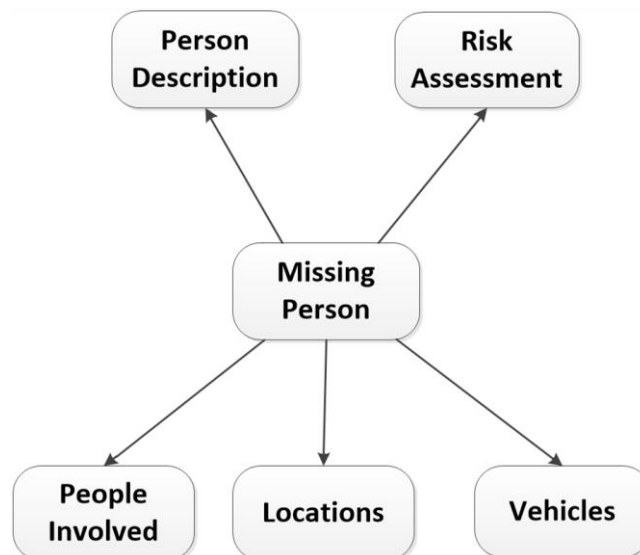 Person
Description
Risk
Assessment
Missing
Person
People
Involved
Locations
Vehicles